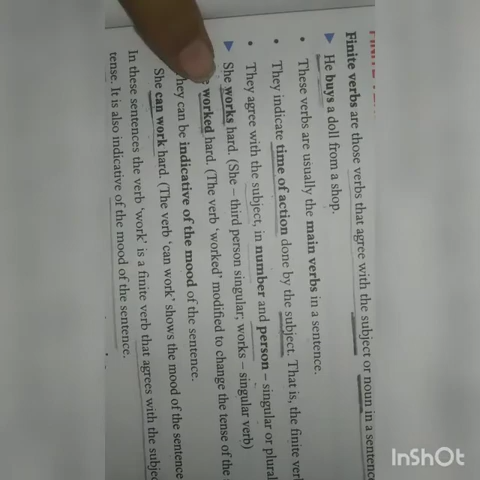 Finite verbs are those verbs that agree with the subject or noun in a sentence
▶ He buys a doll from a shop.
• These verbs are usually the main verbs in a sentence.
• They indicate time of action done by the subject. That is, the finite verb
• They agree with the subject, in number and person – singular or plural
▶ She works hard. (She – third person singular; works – singular verb)
worked hard. (The verb 'worked' modified to change the tense of the
They can be indicative of the mood of the sentence.
She can work hard. (The verb 'can work' shows the mood of the sentence
In these sentences the verb 'work' is a finite verb that agrees with the subjec
tense. It is also indicative of the mood of the sentence.
InShOt